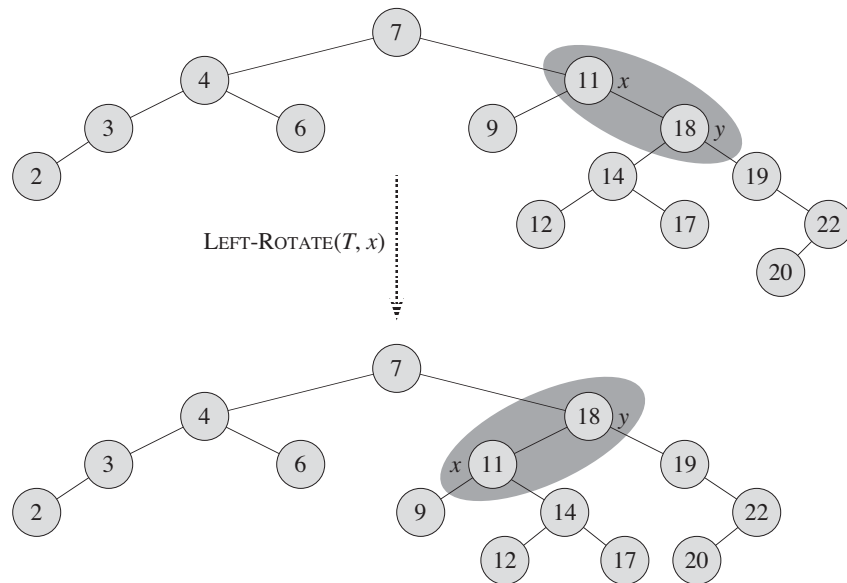 7
4 11 x
3 6 9 18 y
2 14 19
12 17 22
LEFT-ROTATE(T, x)
20
7
4 18 y
3 6 x 11 19
2 9 14 22
12 17 20